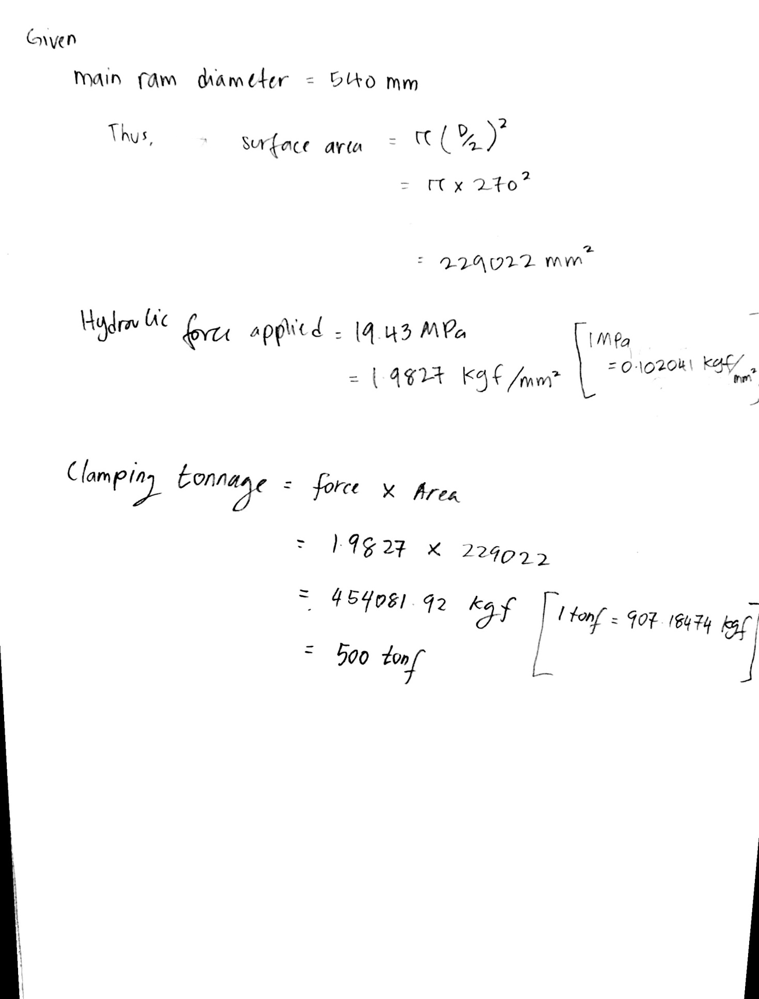 Given
main ram diameter = 540 mm
Thus, surface area = π (D/2)²
= π x 270²
= 229022 mm²
Hydraulic force applied = 19.43 MPa [1 MPa
= 1.9827 kgf/mm² = 0.102041 kgf/mm²]
Clamping tonnage = force x Area
= 1.9827 x 229022
= 454081.92 kgf [1 tonf = 907.18474 kgf]
= 500 tonf